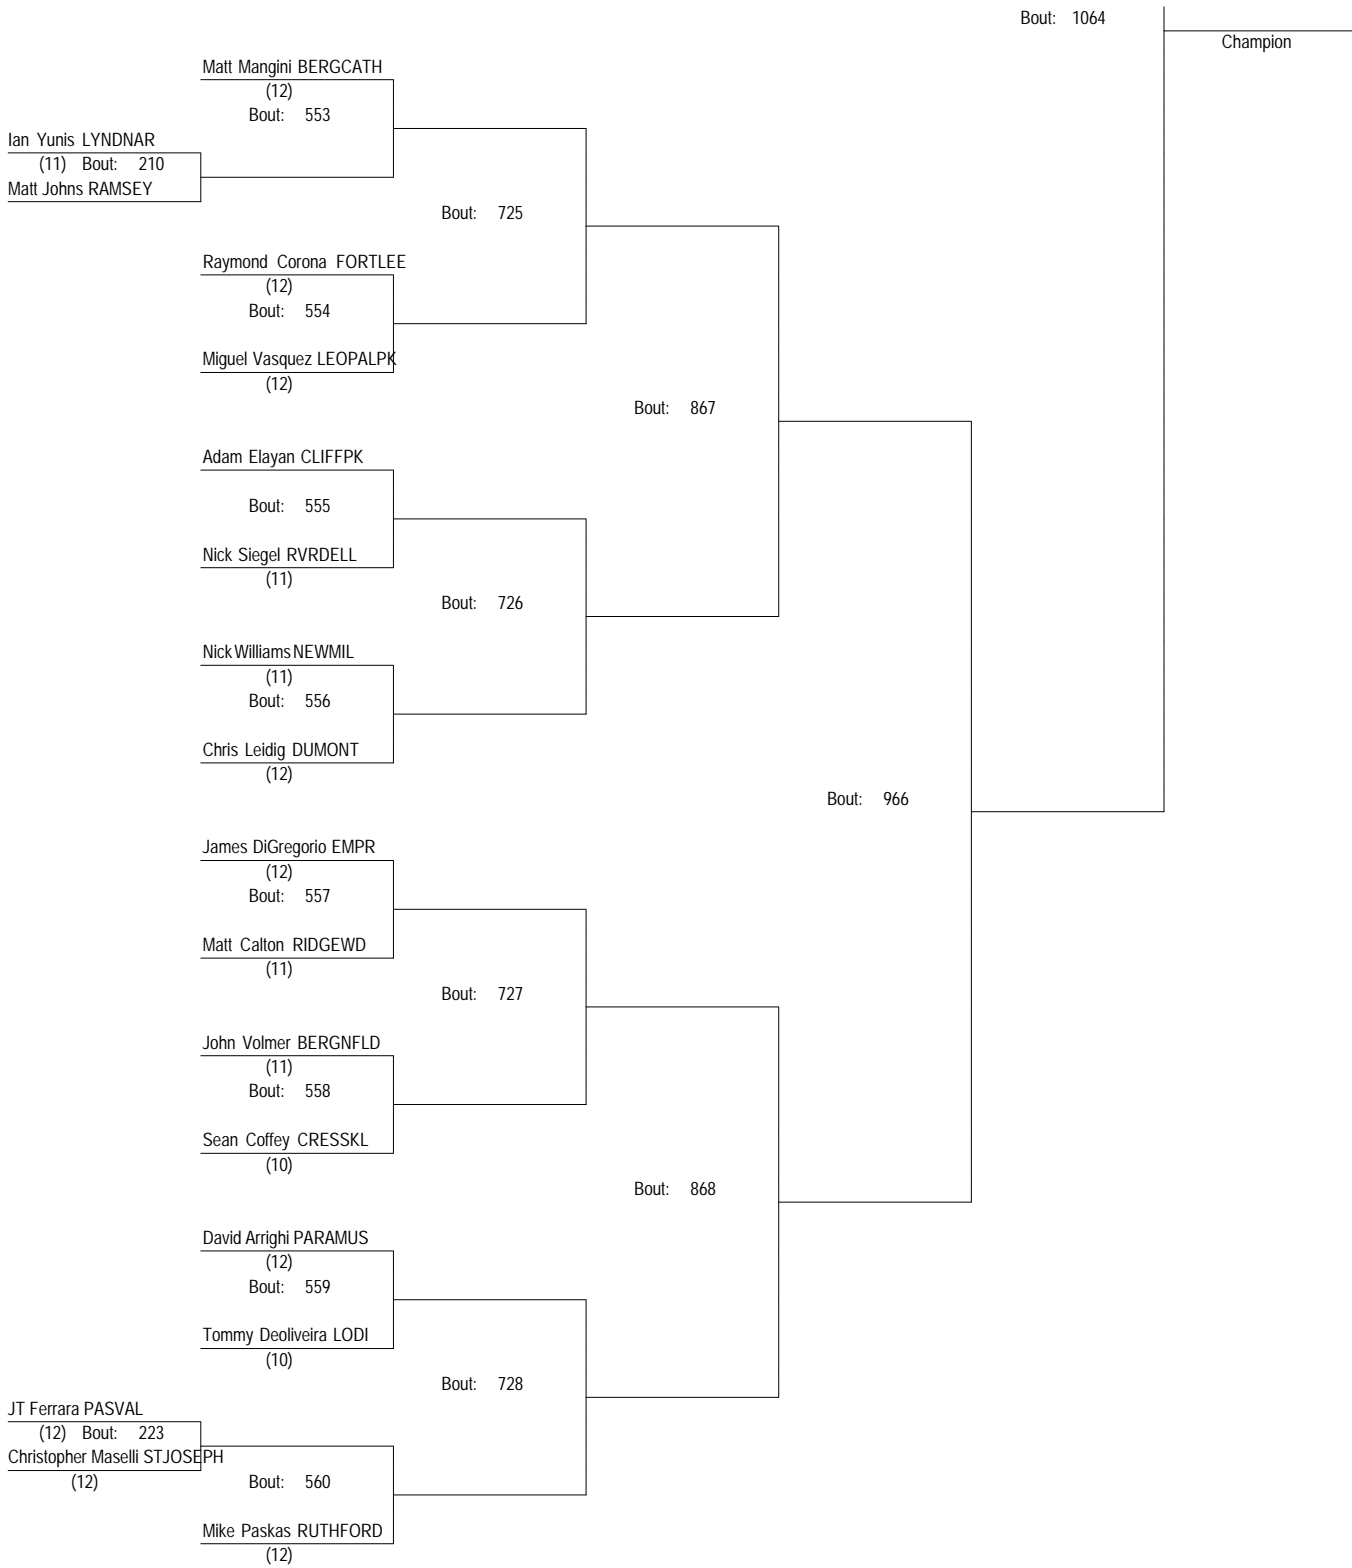 Bout: 1064
Champion
Matt Mangini BERGCATH
(12)
Bout: 553
Ian Yunis LYNDNAR
(11) Bout: 210
Matt Johns RAMSEY
Bout: 725
Raymond Corona FORTLEE
(12)
Bout: 554
Miguel Vasquez LEOPALPK
(12)
Bout: 867
Adam Elayan CLIFFPK
Bout: 555
Nick Siegel RVRDELL
(11)
Bout: 726
Nick Williams NEWMIL
(11)
Bout: 556
Chris Leidig DUMONT
(12)
Bout: 966
James DiGregorio EMPR
(12)
Bout: 557
Matt Calton RIDGEWD
(11)
Bout: 727
John Volmer BERGNFLD
(11)
Bout: 558
Sean Coffey CRESSKL
(10)
Bout: 868
David Arrighi PARAMUS
(12)
Bout: 559
Tommy Deoliveira LODI
(10)
Bout: 728
JT Ferrara PASVAL
(12) Bout: 223
Christopher Maselli STJOSEPH
(12)
Bout: 560
Mike Paskas RUTHFORD
(12)